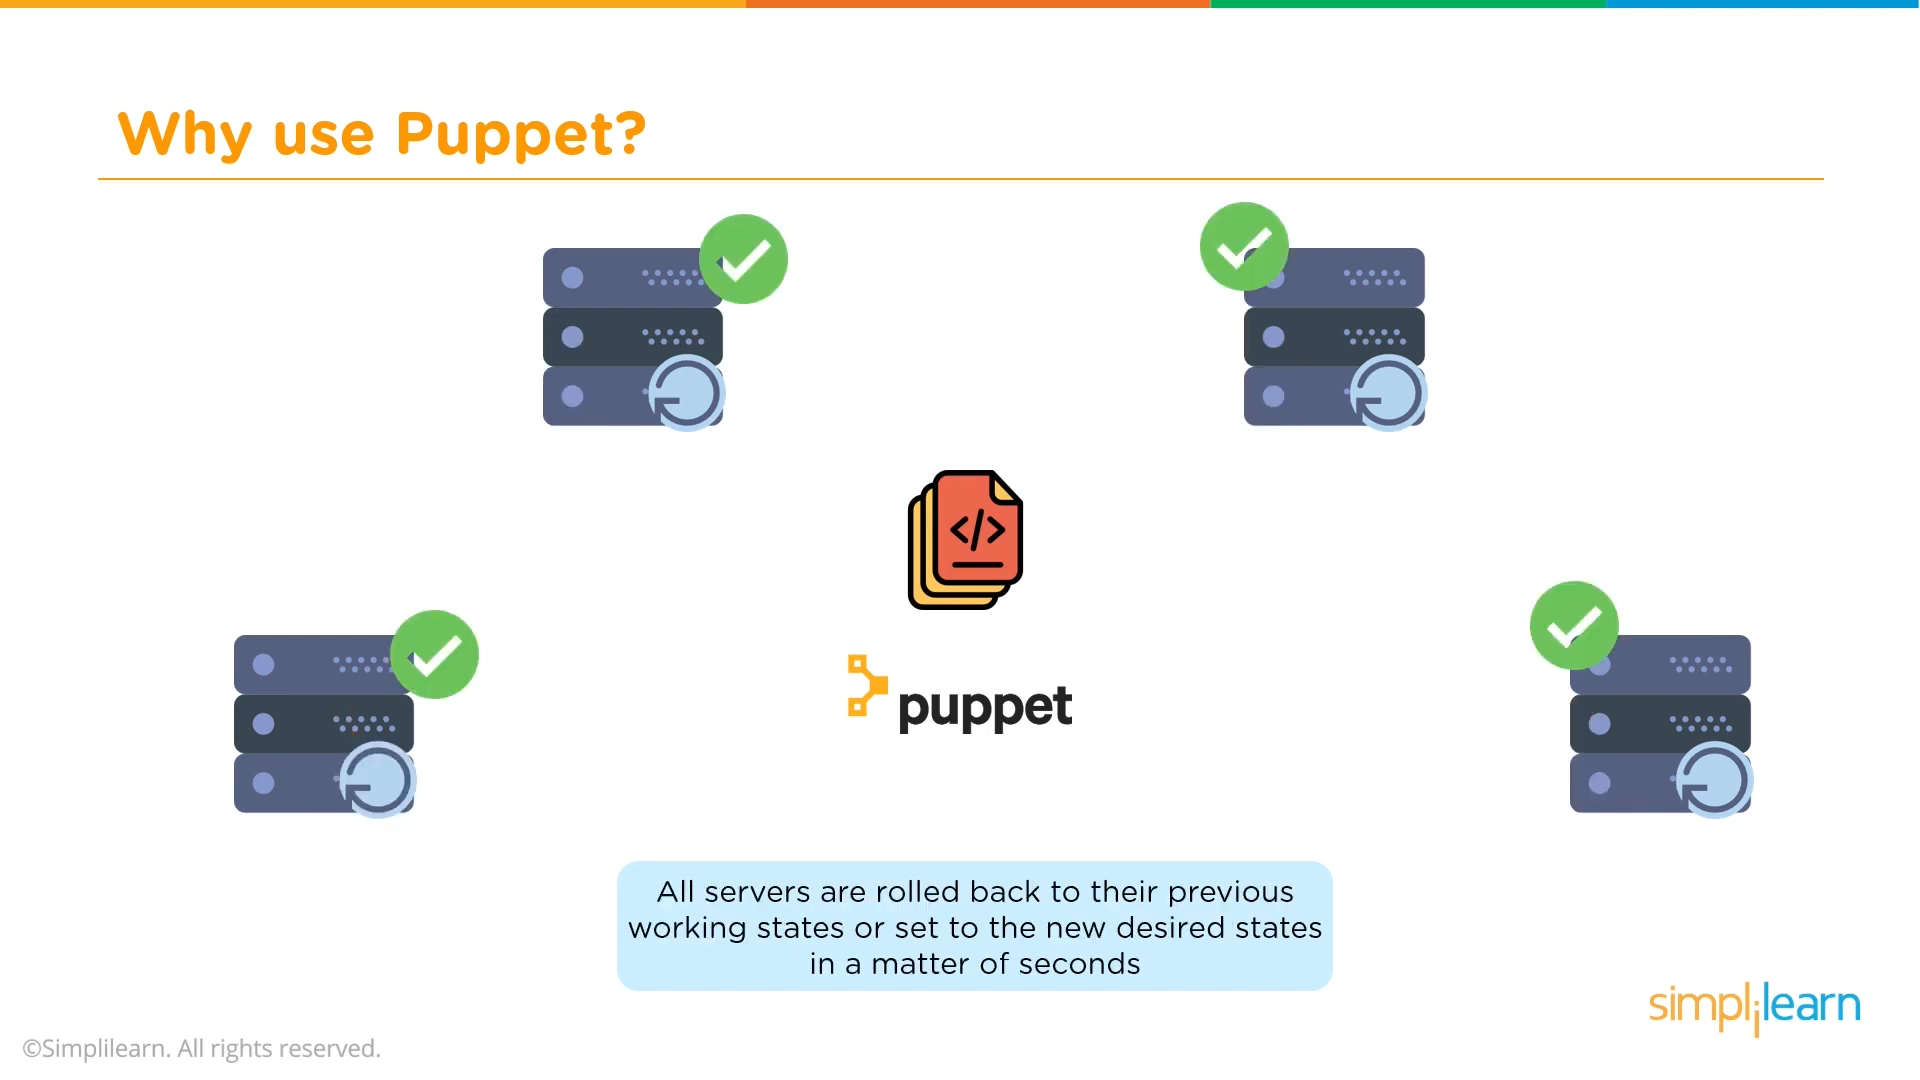 Why use Puppet?
</>
puppet
All servers are rolled back to their previous
working states or set to the new desired states
in a matter of seconds
simplilearn
©Simplilearn. All rights reserved.